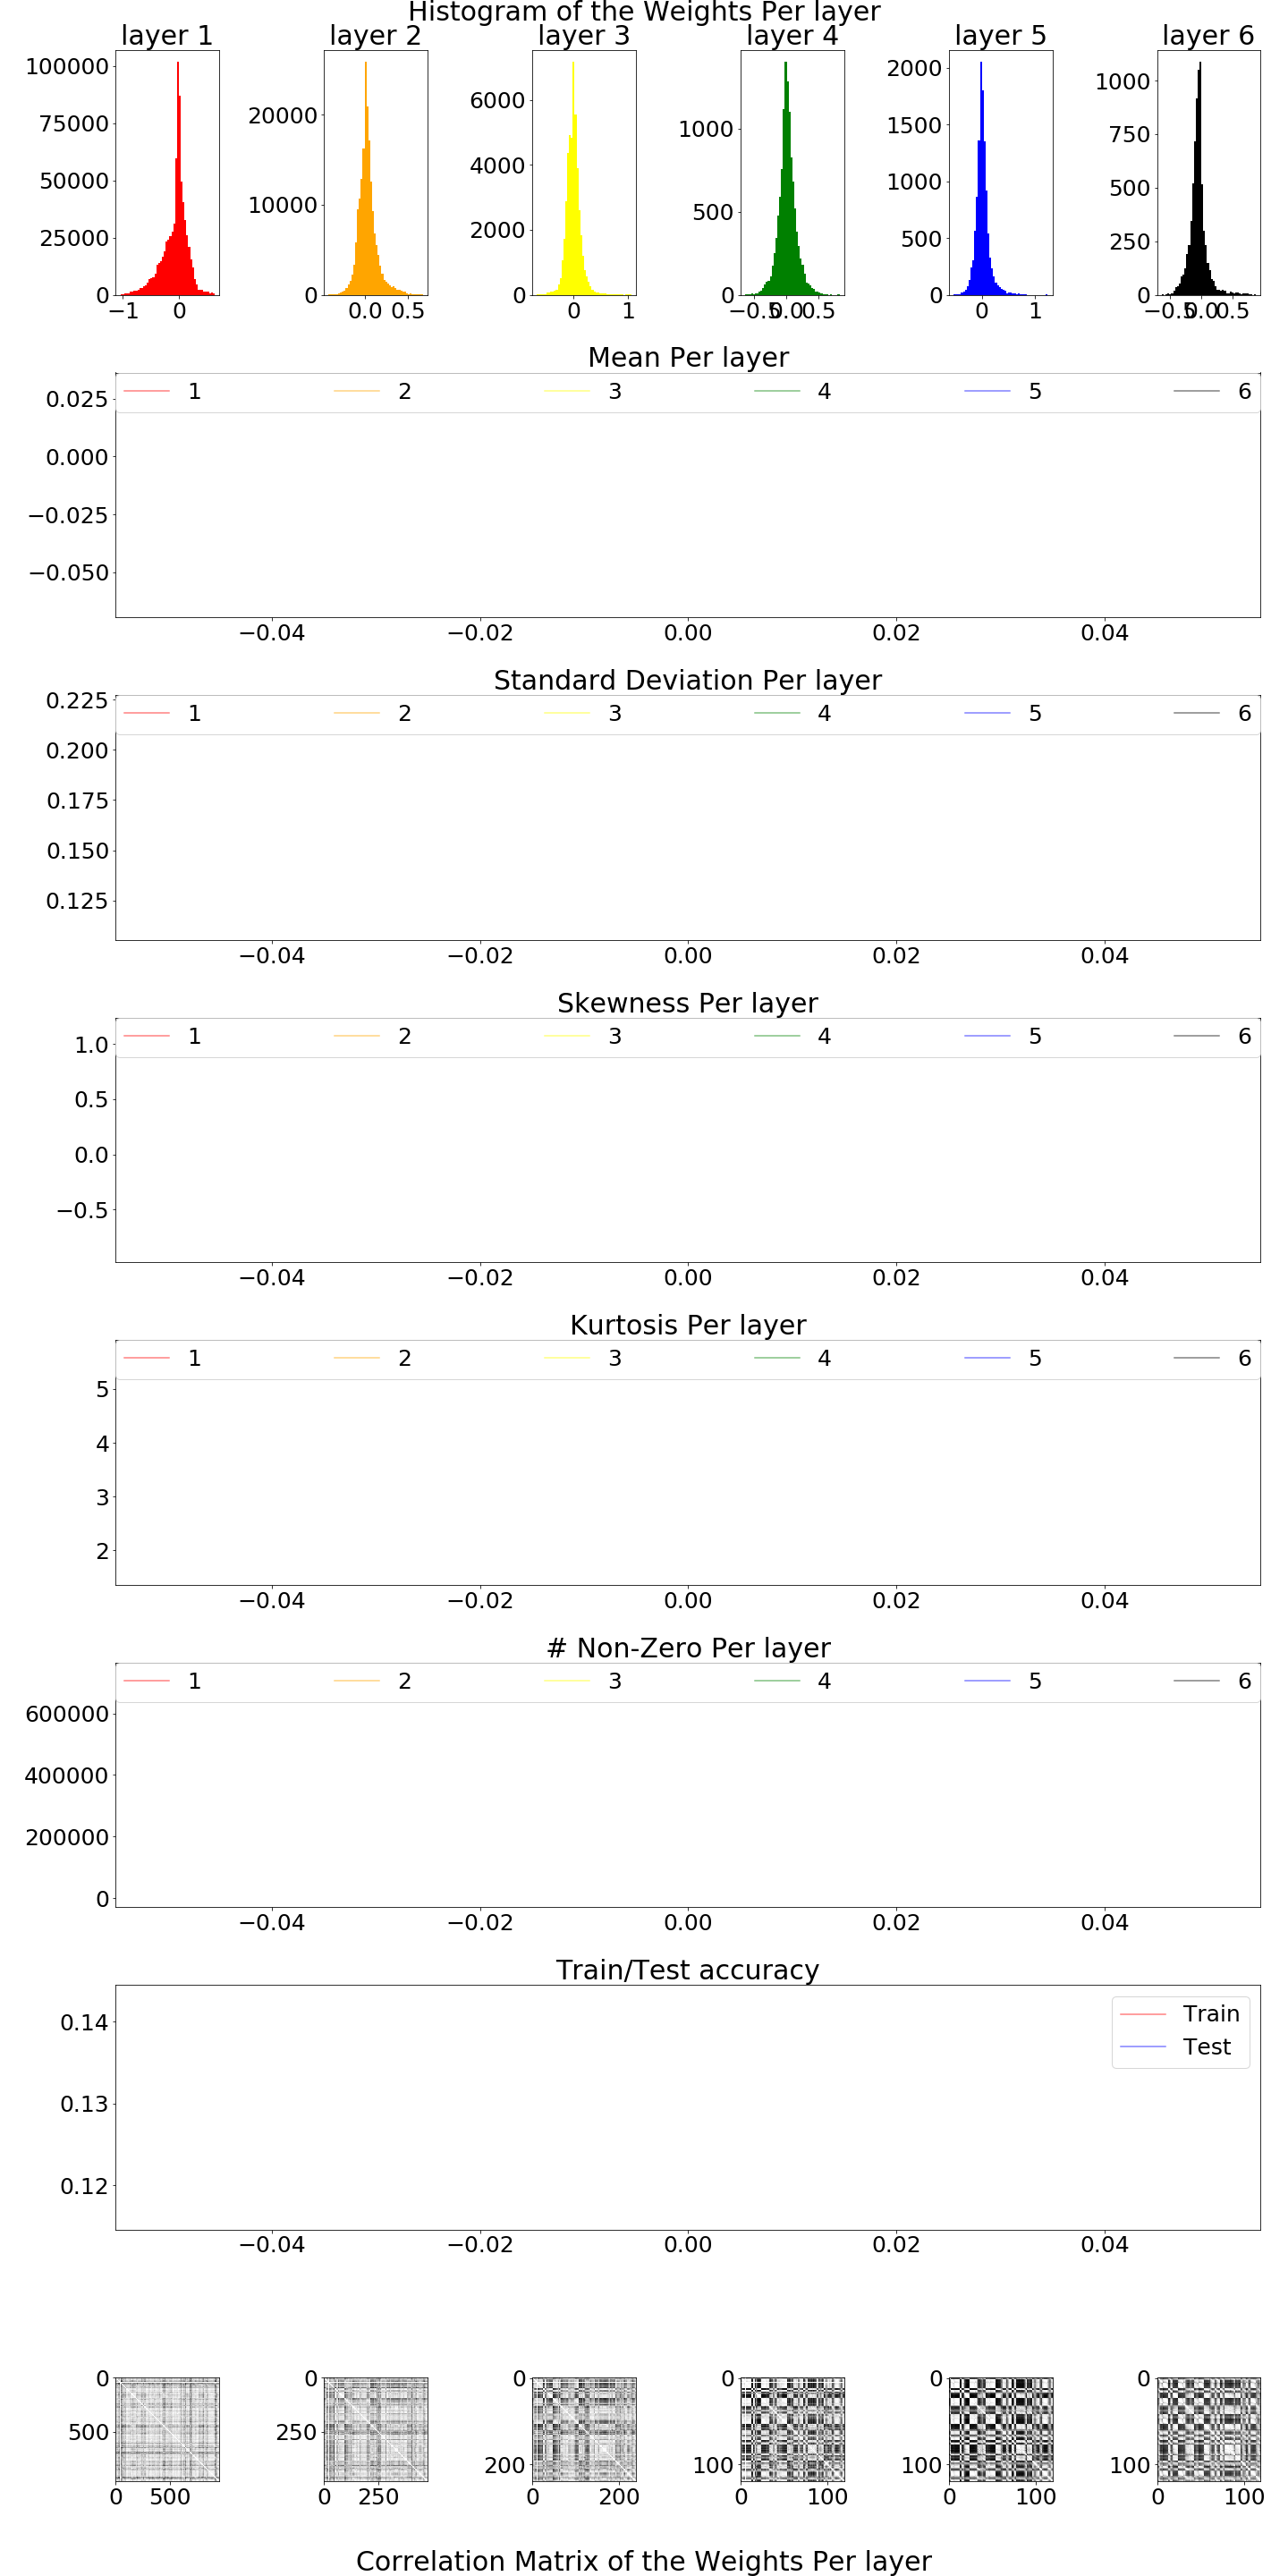 Histogram of the Weights Per layer
layer 1 layer 2 layer 3 layer 4 layer 5 layer 6
100000 75000 50000 25000 0
−1 0
20000 10000 0
0.0 0.5
6000 4000 2000 0
0 1
1000 500 0
−0.5 0.0 0.5
2000 1500 1000 500 0
0 1
1000 750 500 250 0
−0.5 0.0 0.5
Mean Per layer
1 2 3 4 5 6
0.025
0.000
−0.025
−0.050
−0.04 −0.02 0.00 0.02 0.04
Standard Deviation Per layer
1 2 3 4 5 6
0.225
0.200
0.175
0.150
0.125
−0.04 −0.02 0.00 0.02 0.04
Skewness Per layer
1 2 3 4 5 6
1.0
0.5
0.0
−0.5
−0.04 −0.02 0.00 0.02 0.04
Kurtosis Per layer
1 2 3 4 5 6
5
4
3
2
−0.04 −0.02 0.00 0.02 0.04
# Non-Zero Per layer
1 2 3 4 5 6
600000
400000
200000
0
−0.04 −0.02 0.00 0.02 0.04
Train/Test accuracy
Train
Test
0.14
0.13
0.12
−0.04 −0.02 0.00 0.02 0.04
0 500
0 500
0 250
0 250
0 200
0 200
0 100
0 100
0 100
0 100
0 100
0 100
Correlation Matrix of the Weights Per layer